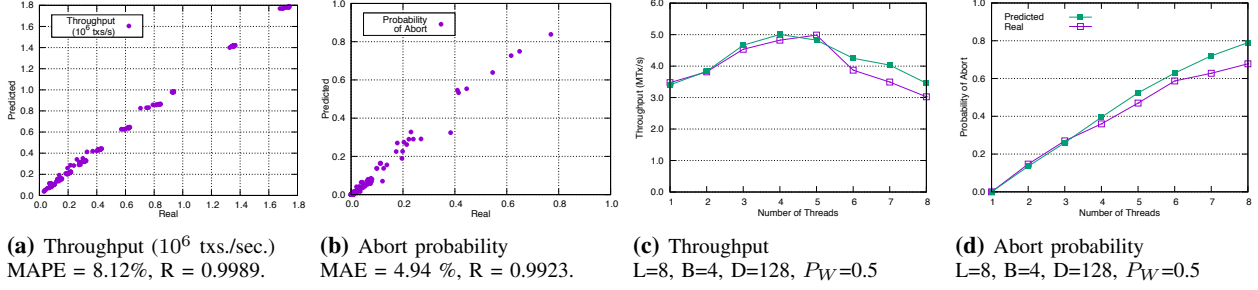 Throughput
(10⁶ txs/s)
Predicted
1.8
1.6
1.4
1.2
1.0
0.8
0.6
0.4
0.2
0.0
0.0 0.2 0.4 0.6 0.8 1.0 1.2 1.4 1.6 1.8
Real
(a) Throughput (10⁶ txs./sec.)
MAPE = 8.12%, R = 0.9989.
Probability
of Abort
Predicted
1.0
0.8
0.6
0.4
0.2
0.0
0.0 0.2 0.4 0.6 0.8 1.0
Real
(b) Abort probability
MAE = 4.94 %, R = 0.9923.
Throughput (MTx/s)
6.0
5.0
4.0
3.0
2.0
1.0
0.0
1 2 3 4 5 6 7 8
Number of Threads
(c) Throughput
L=8, B=4, D=128, P_W=0.5
Predicted
Real
Probability of Abort
1.0
0.8
0.6
0.4
0.2
0.0
1 2 3 4 5 6 7 8
Number of Threads
(d) Abort probability
L=8, B=4, D=128, P_W=0.5